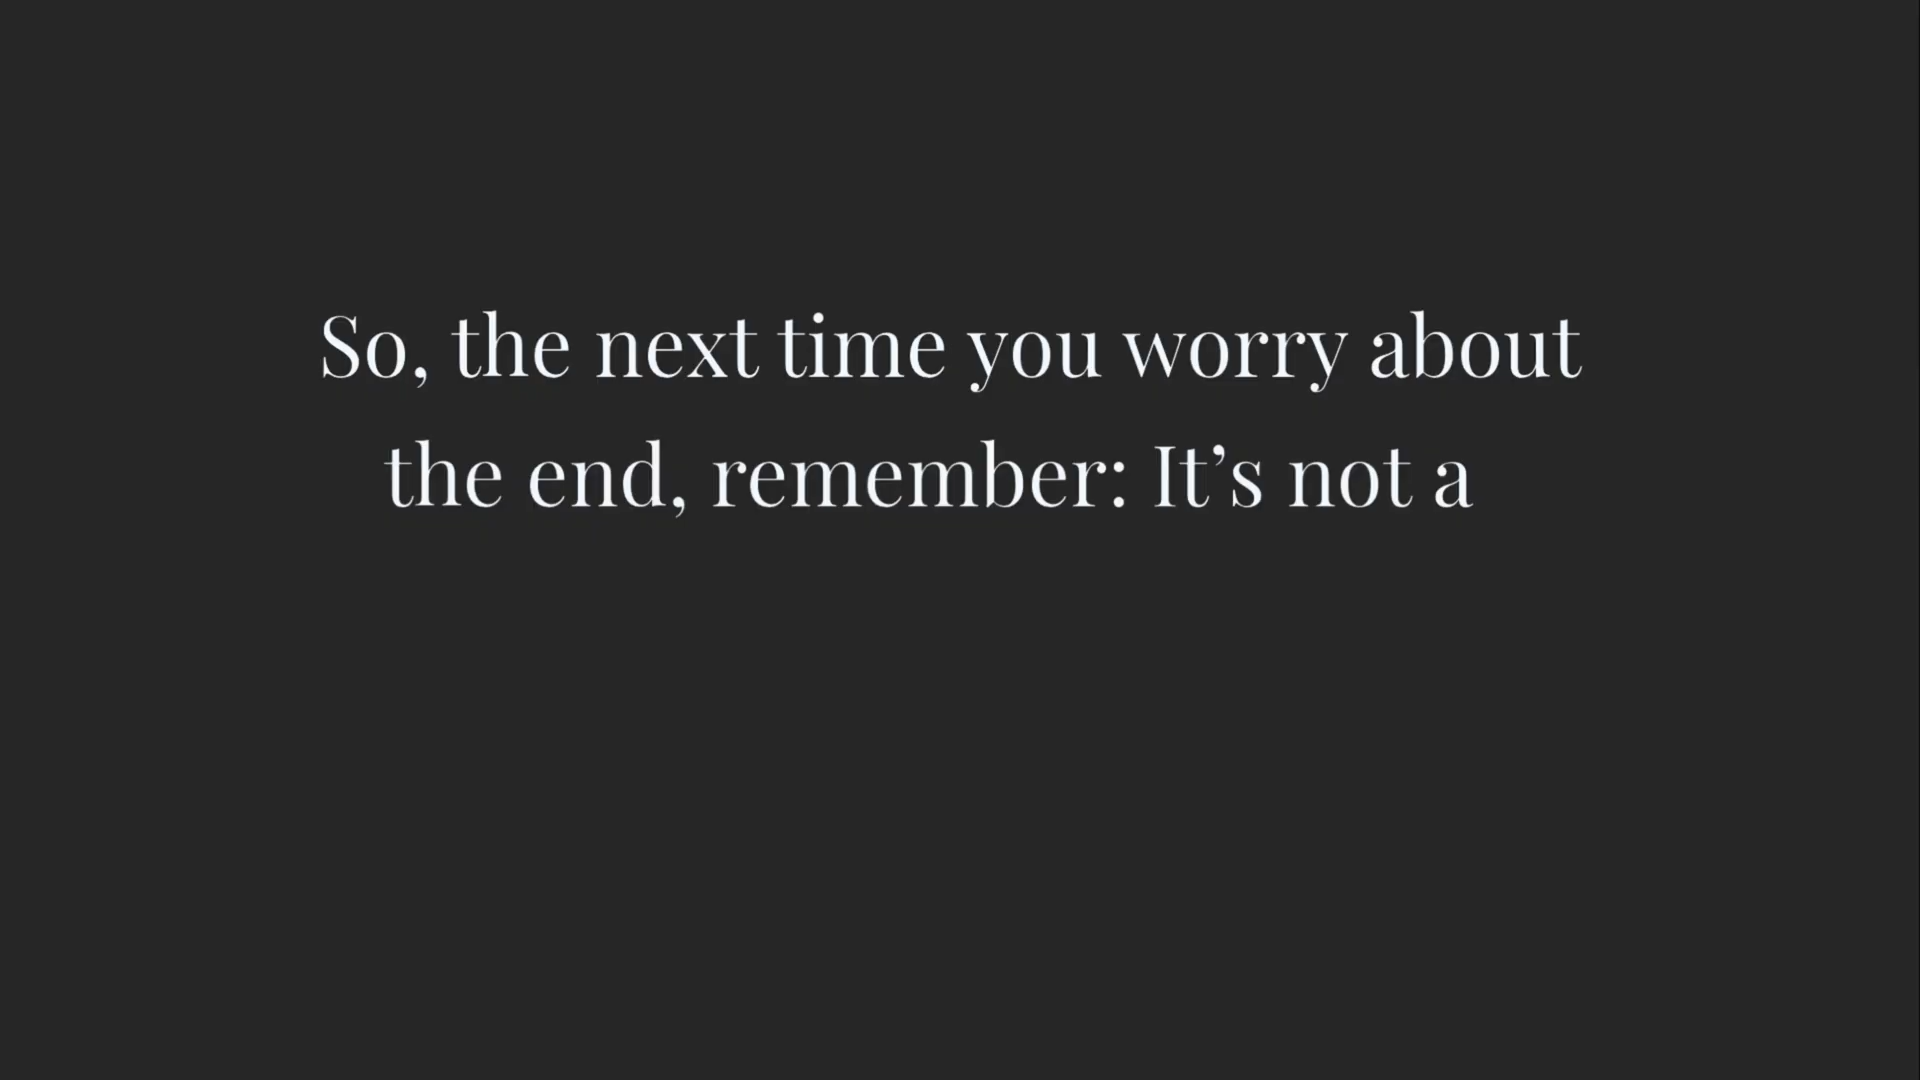 So, the next time you worry about
the end, remember: It’s not a